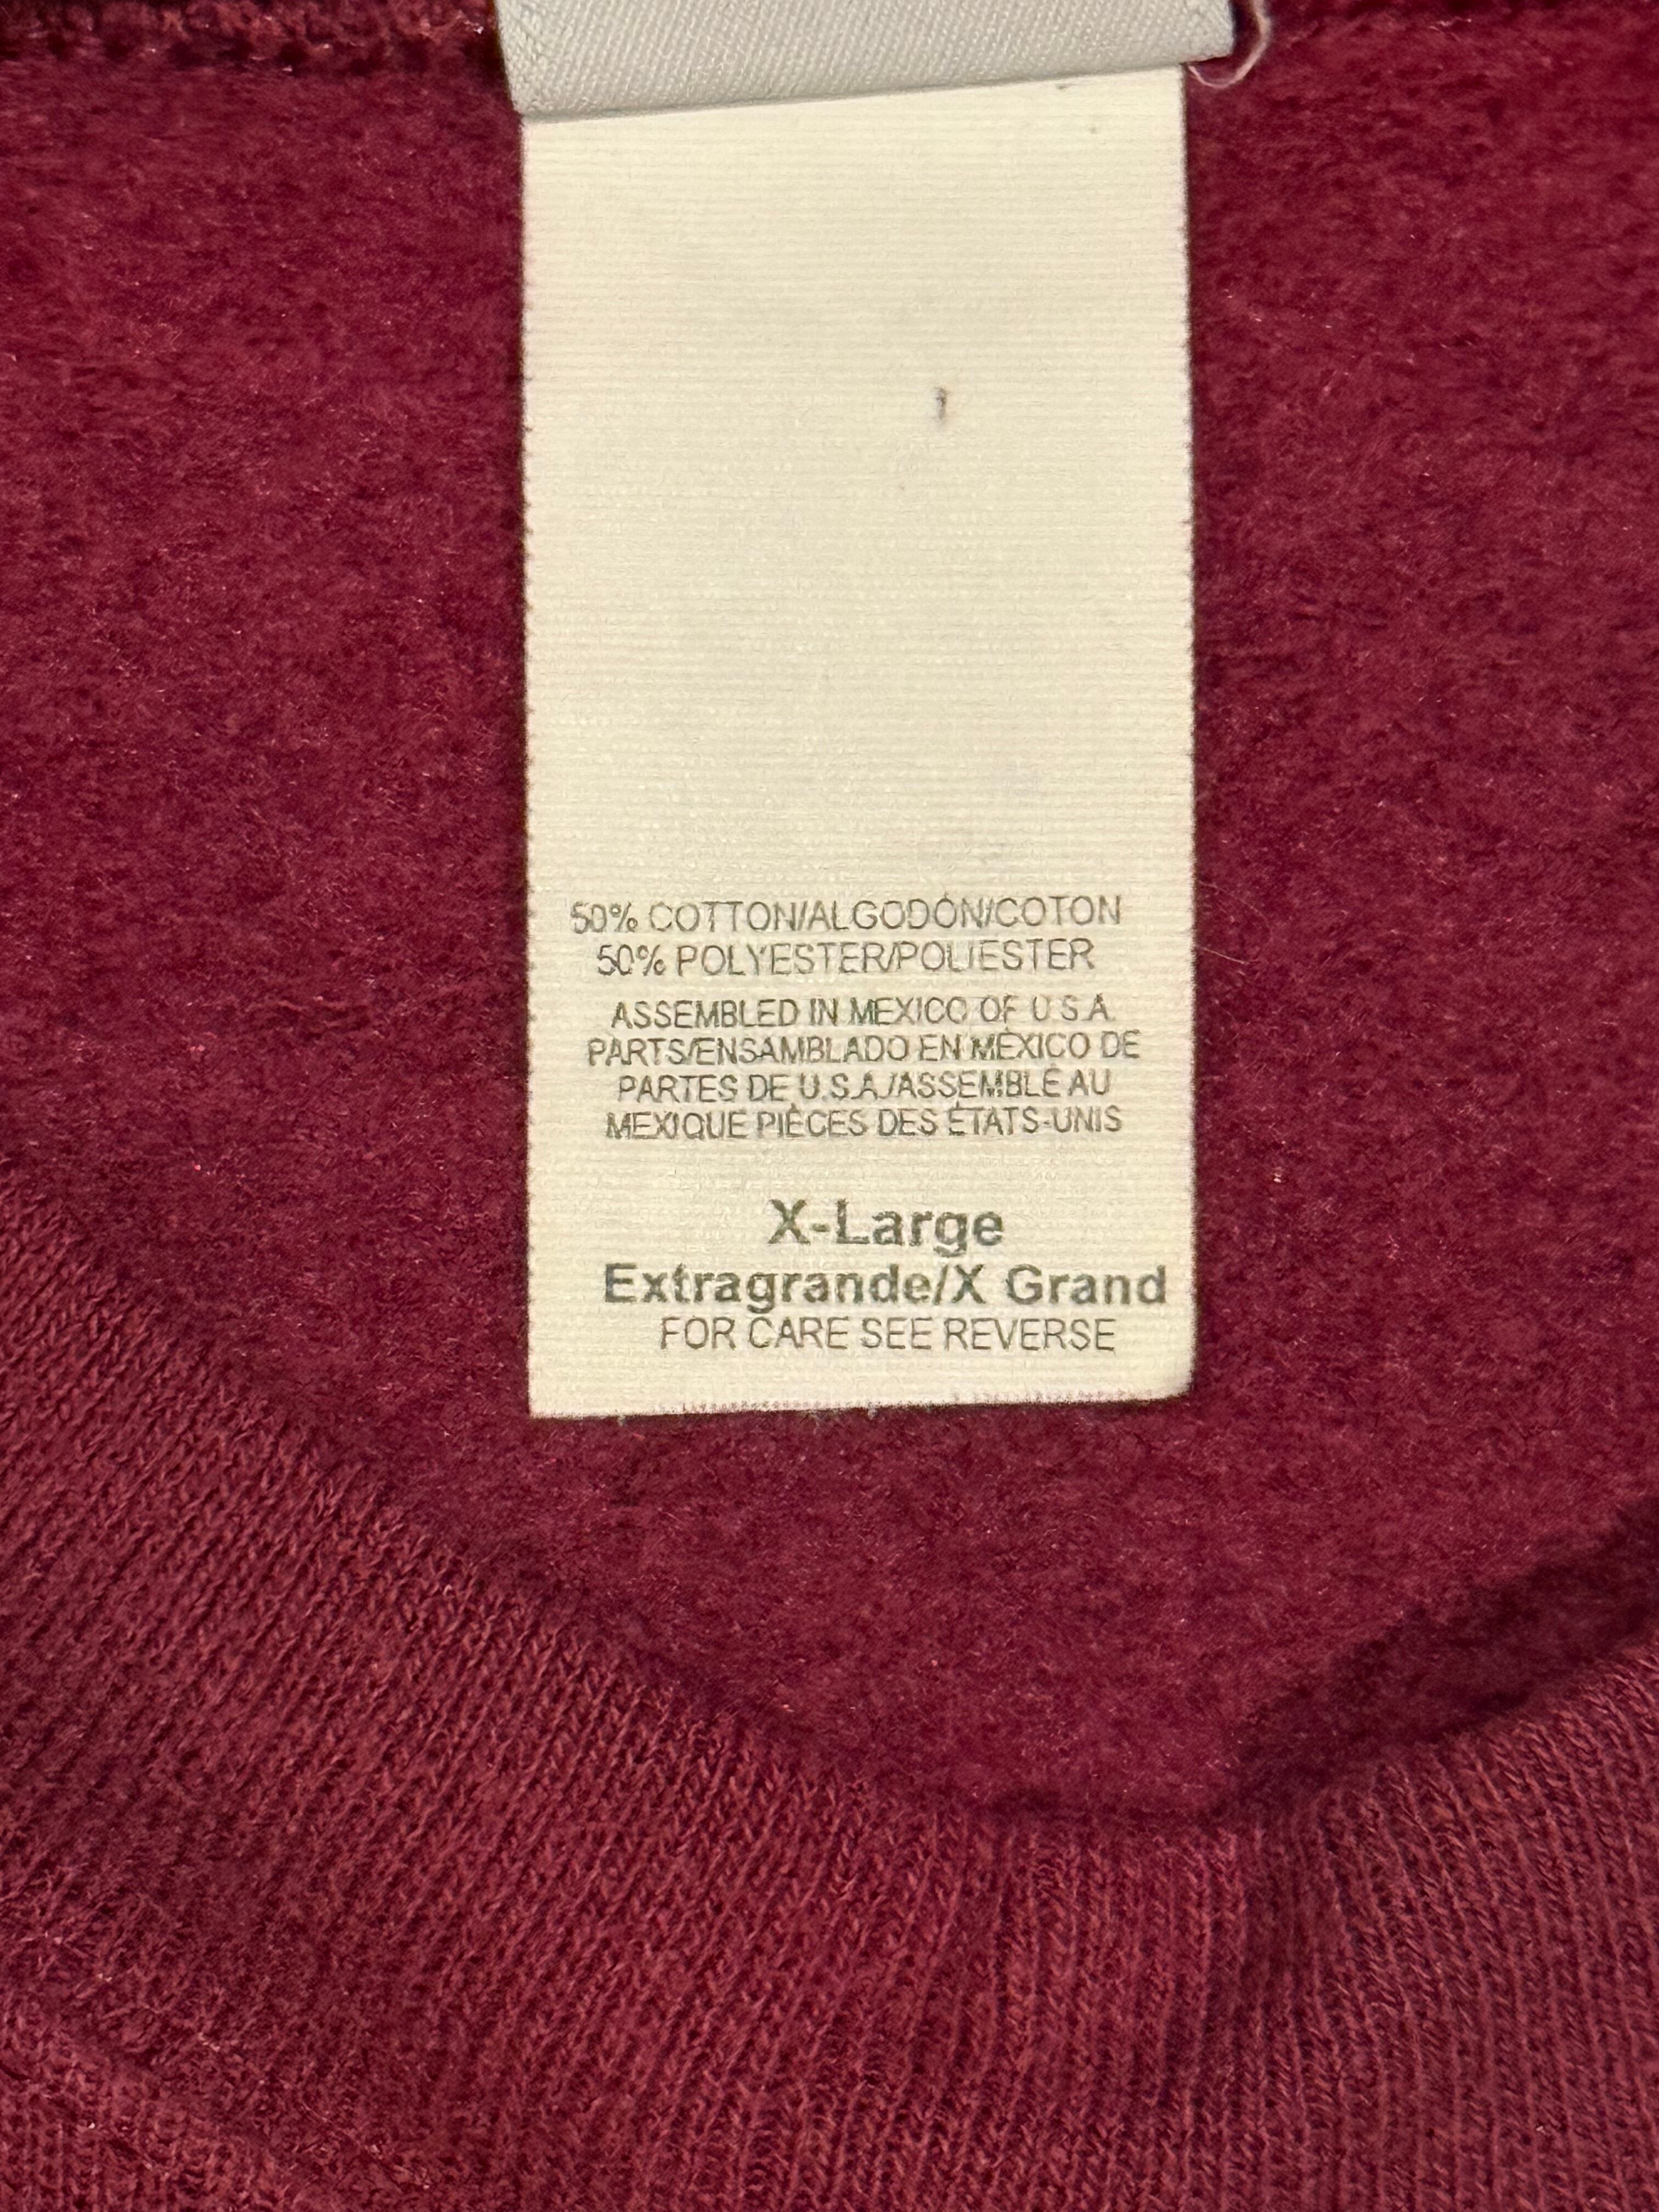 50% COTTON/ALGODÓN/COTON
50% POLYESTER/POLIESTER
ASSEMBLED IN MEXICO OF U.S.A.
PARTS/ENSAMBLADO EN MÉXICO DE
PARTES DE U.S.A./ASSEMBLÉ AU
MEXIQUE PIÈCES DES ÉTATS-UNIS
X-Large
Extragrande/X Grand
FOR CARE SEE REVERSE